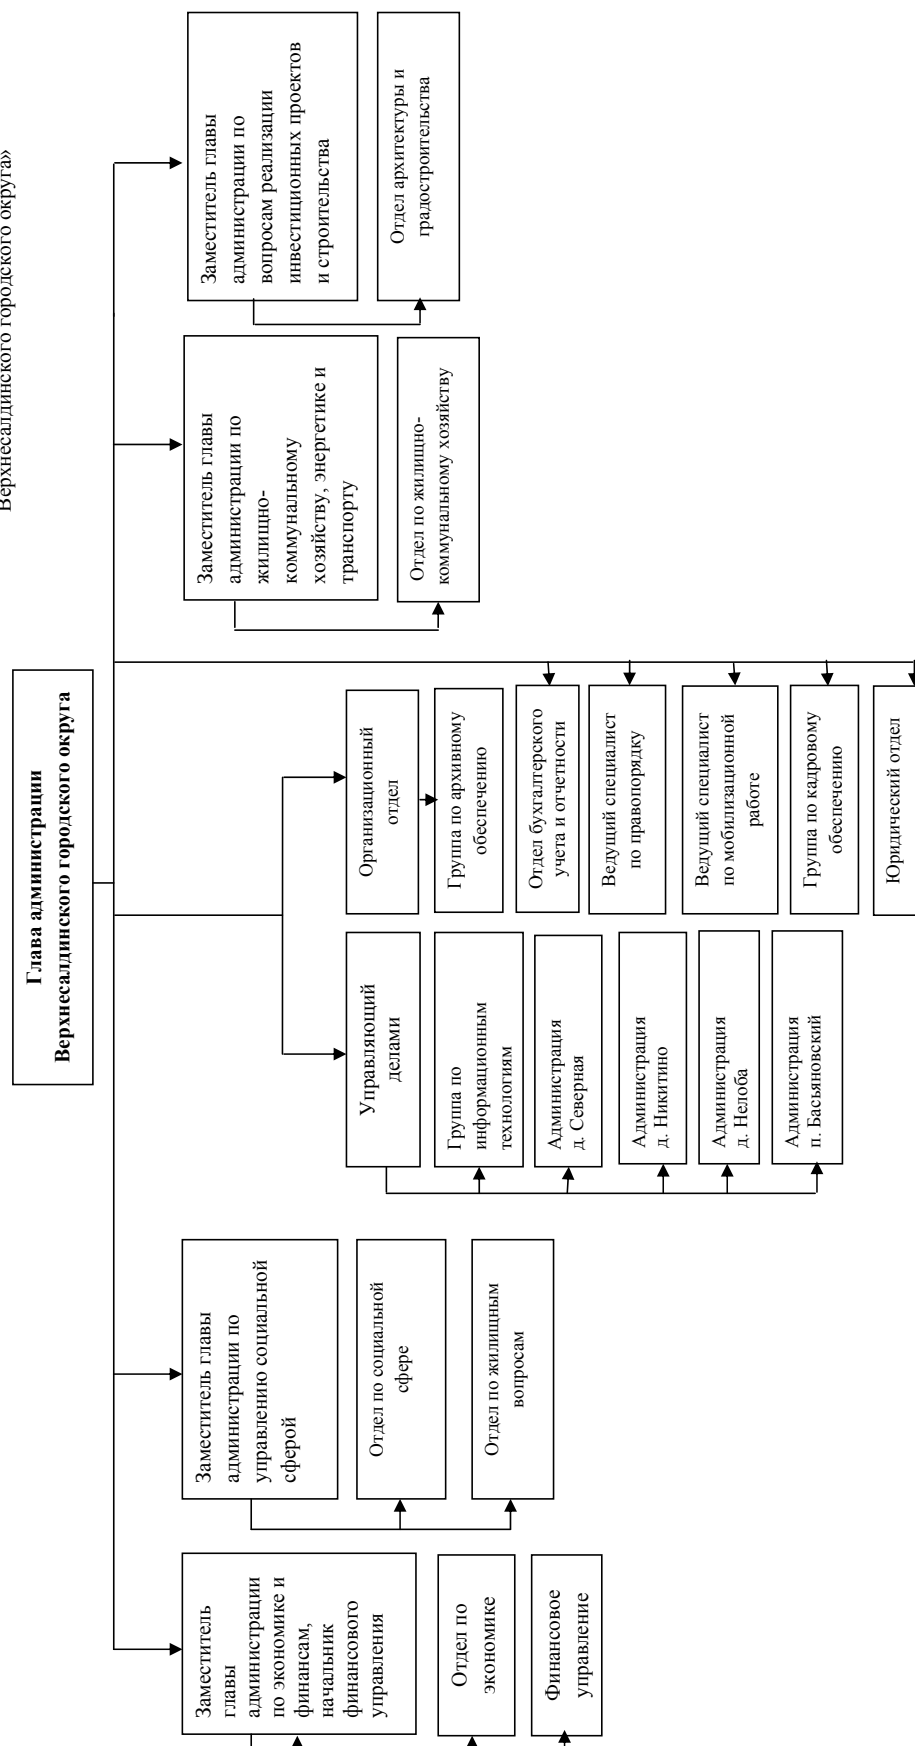 Верхнесалдинского городского округа»
Глава администрации
Верхнесалдинского городского округа
Заместитель
главы
администрации
по экономике и
финансам,
начальник
финансового
управления
Отдел по
экономике
Финансовое
управление
Заместитель главы
администрации по
управлению социальной
сферой
Отдел по социальной
сфере
Отдел по жилищным
вопросам
Управляющий
делами
Группа по
информационным
технологиям
Администрация
д. Северная
Администрация
д. Никитино
Администрация
д. Нелоба
Администрация
п. Басьяновский
Организационный
отдел
Группа по архивному
обеспечению
Отдел бухгалтерского
учета и отчетности
Ведущий специалист
по правопорядку
Ведущий специалист
по мобилизационной
работе
Группа по кадровому
обеспечению
Юридический отдел
Заместитель главы
администрации по
жилищно-
коммунальному
хозяйству, энергетике и
транспорту
Отдел по жилищно-
коммунальному хозяйству
Заместитель главы
администрации по
вопросам реализации
инвестиционных проектов
и строительства
Отдел архитектуры и
градостроительства